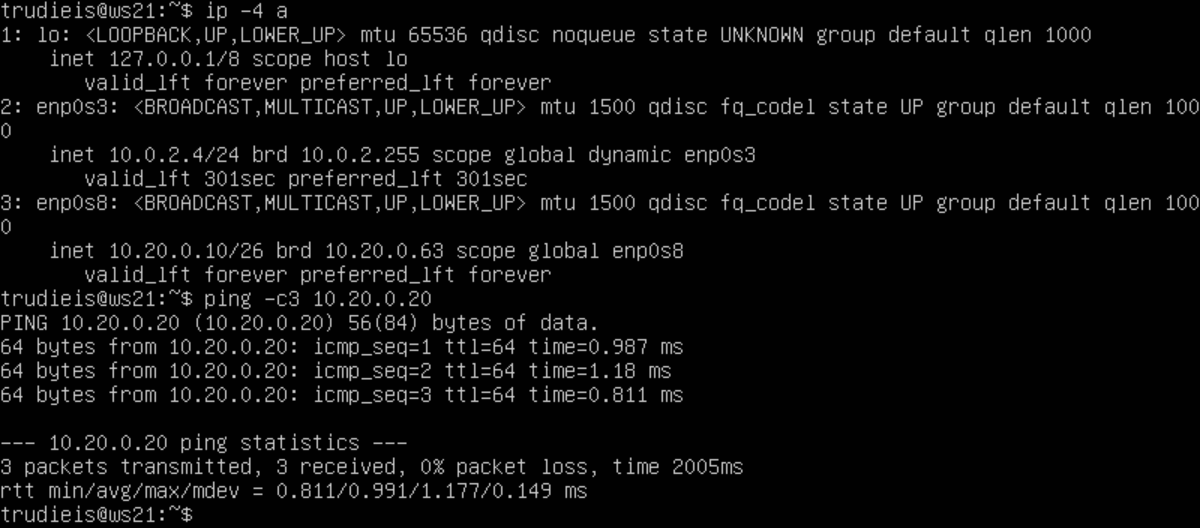 trudieis@ws21:~$ ip -4 a
1: lo: <LOOPBACK,UP,LOWER_UP> mtu 65536 qdisc noqueue state UNKNOWN group default qlen 1000
    inet 127.0.0.1/8 scope host lo
       valid_lft forever preferred_lft forever
2: enp0s3: <BROADCAST,MULTICAST,UP,LOWER_UP> mtu 1500 qdisc fq_codel state UP group default qlen 100
0
    inet 10.0.2.4/24 brd 10.0.2.255 scope global dynamic enp0s3
       valid_lft 301sec preferred_lft 301sec
3: enp0s8: <BROADCAST,MULTICAST,UP,LOWER_UP> mtu 1500 qdisc fq_codel state UP group default qlen 100
0
    inet 10.20.0.10/26 brd 10.20.0.63 scope global enp0s8
       valid_lft forever preferred_lft forever
trudieis@ws21:~$ ping -c3 10.20.0.20
PING 10.20.0.20 (10.20.0.20) 56(84) bytes of data.
64 bytes from 10.20.0.20: icmp_seq=1 ttl=64 time=0.987 ms
64 bytes from 10.20.0.20: icmp_seq=2 ttl=64 time=1.18 ms
64 bytes from 10.20.0.20: icmp_seq=3 ttl=64 time=0.811 ms

--- 10.20.0.20 ping statistics ---
3 packets transmitted, 3 received, 0% packet loss, time 2005ms
rtt min/avg/max/mdev = 0.811/0.991/1.177/0.149 ms
trudieis@ws21:~$